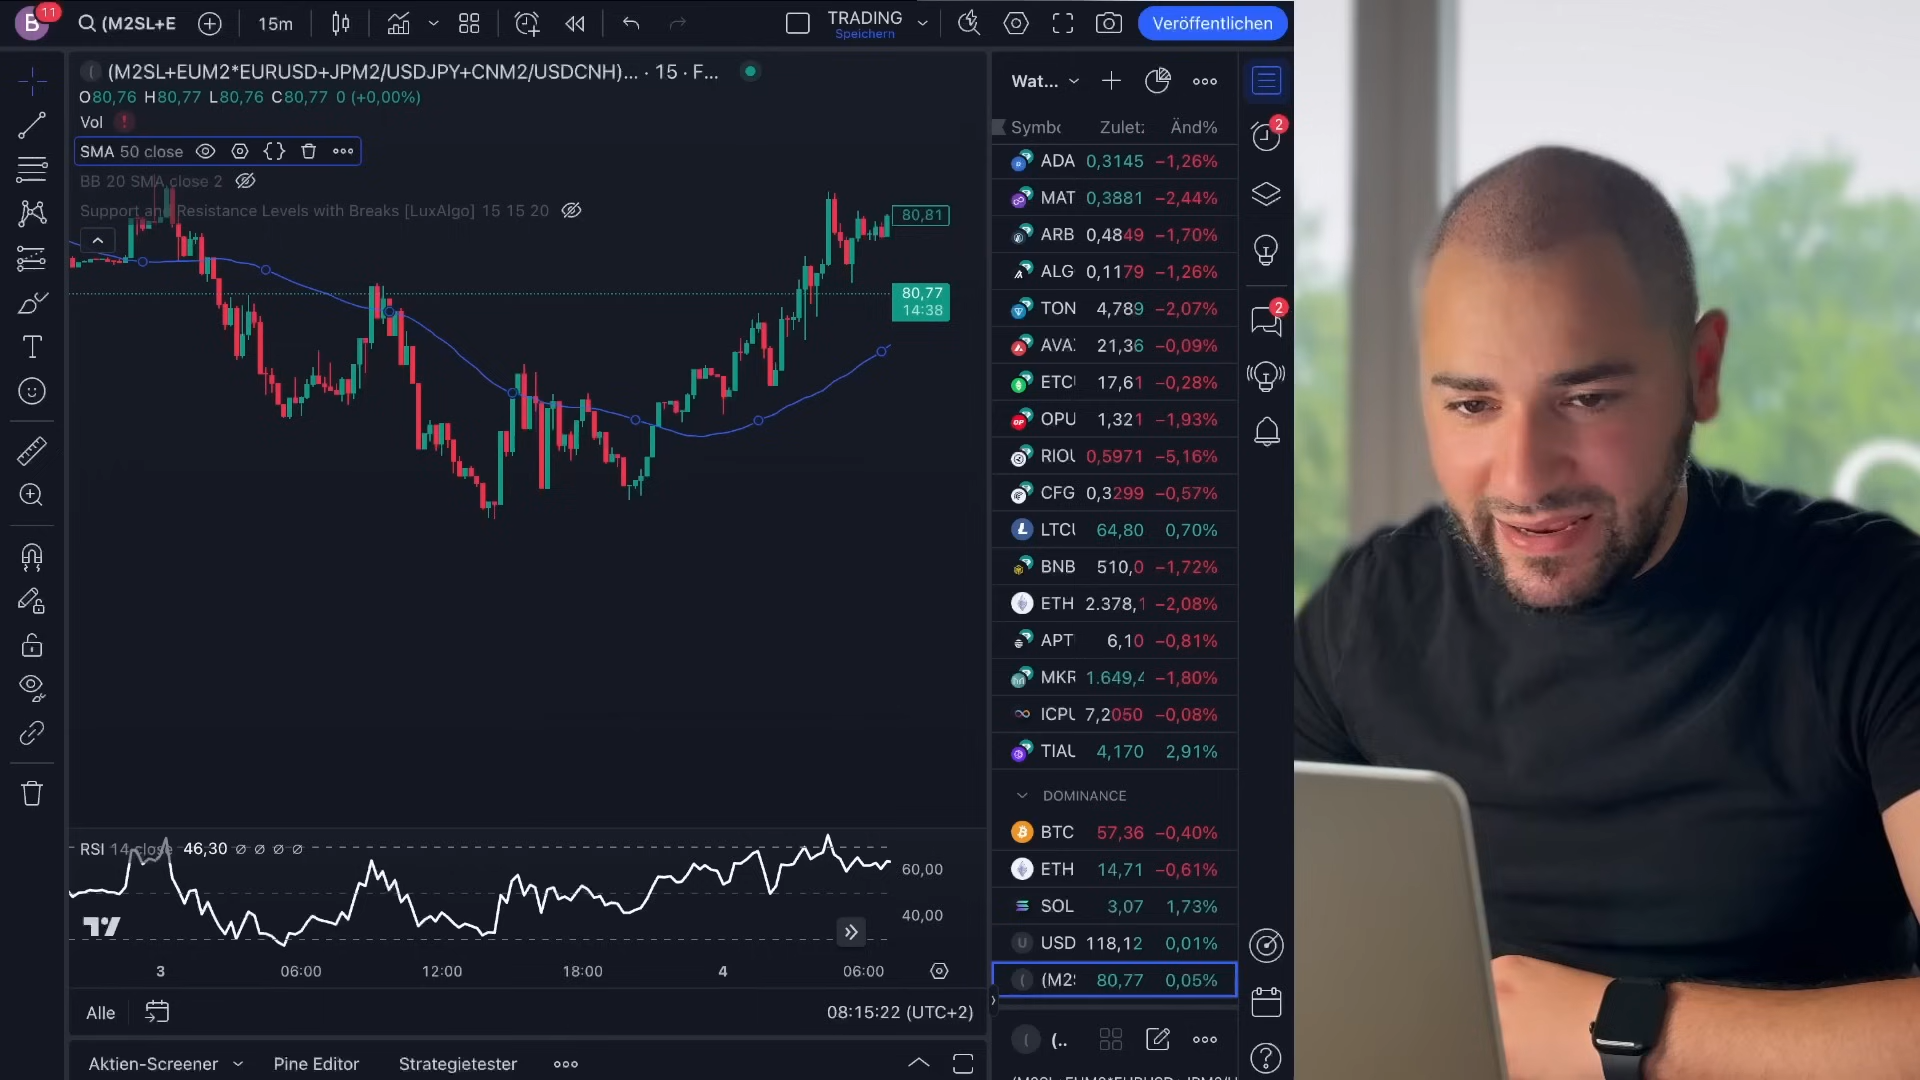 B 11 (M2SL+E 15m TRADING Veröffentlichen
Speichern
(M2SL+EUM2*EURUSD+JPM2/USDJPY+CNM2/USDCNH)... · 15 · F...
O80,76 H80,77 L80,76 C80,77 0 (+0,00%)
Vol !
SMA 50 close
BB 20 SMA close 2
Support and Resistance Levels with Breaks [LuxAlgo] 15 15 20
80,81
80,77
14:38
RSI 14 close 46,30 ∅ ∅ ∅ ∅
60,00
40,00
3 06:00 12:00 18:00 4 06:00
Alle 08:15:22 (UTC+2)
Aktien-Screener Pine Editor Strategietester
Wat...
Symbo Zuletz Änd%
ADA 0,3145 −1,26%
MAT 0,3881 −2,44%
ARB 0,4849 −1,70%
ALG 0,1179 −1,26%
TON 4,789 −2,07%
AVA 21,36 −0,09%
ETC 17,61 −0,28%
OPU 1,321 −1,93%
RIOU 0,5971 −5,16%
CFG 0,3299 −0,57%
LTCU 64,80 0,70%
BNB 510,0 −1,72%
ETH 2.378,1 −2,08%
APT 6,10 −0,81%
MKR 1.649,4 −1,80%
ICPU 7,2050 −0,08%
TIAU 4,170 2,91%
DOMINANCE
BTC 57,36 −0,40%
ETH 14,71 −0,61%
SOL 3,07 1,73%
U USD 118,12 0,01%
( (M2S 80,77 0,05%
( (..
2
2